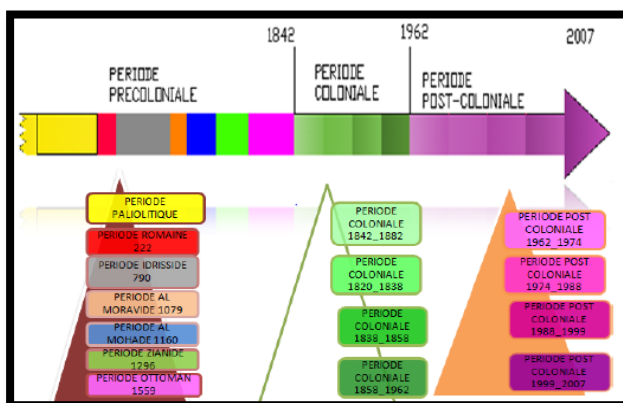 1842
1962
2007
PERIODE
PRECOLONIALE
PERIODE
COLONIALE
PERIODE
POST-COLONIALE
PERIODE
PALIOLITIQUE
PERIODE ROMAINE
222
PERIODE IDRISSIDE
790
PERIODE AL
MORAVIDE 1079
PERIODE AL
MOHADE 1160
PERIODE ZIANIDE
1296
PERIODE OTTOMAN
1559
PERIODE
COLONIALE
1842_1882
PERIODE
COLONIALE
1820_1838
PERIODE
COLONIALE
1838_1858
PERIODE
COLONIALE
1858_1962
PERIODE POST
COLONIALE
1962_1974
PERIODE POST
COLONIALE
1974_1988
PERIODE POST
COLONIALE
1988_1999
PERIODE POST
COLONIALE
1999_2007